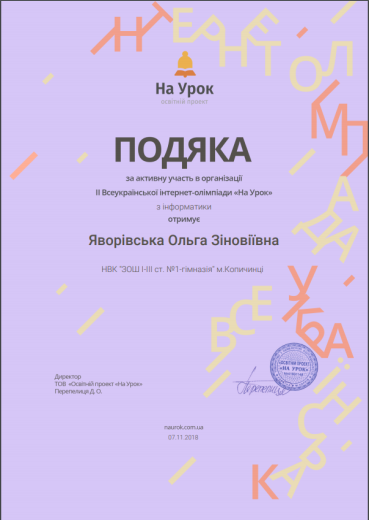 ІНТЕРНЕТ ОЛІМПІАДА
ВСЕУКРАЇНСЬКА
На Урок
освітній проект
ПОДЯКА
за активну участь в організації
ІІ Всеукраїнської інтернет-олімпіади «На Урок»
з інформатики
отримує
Яворівська Ольга Зіновіївна
НВК "ЗОШ І-ІІІ ст. №1-гімназія" м.Копичинці
Директор
ТОВ «Освітній проект «На Урок»
Перепелиця Д. О.
ОСВІТНІЙ ПРОЕКТ
«НА УРОК»
naurok.com.ua
07.11.2018